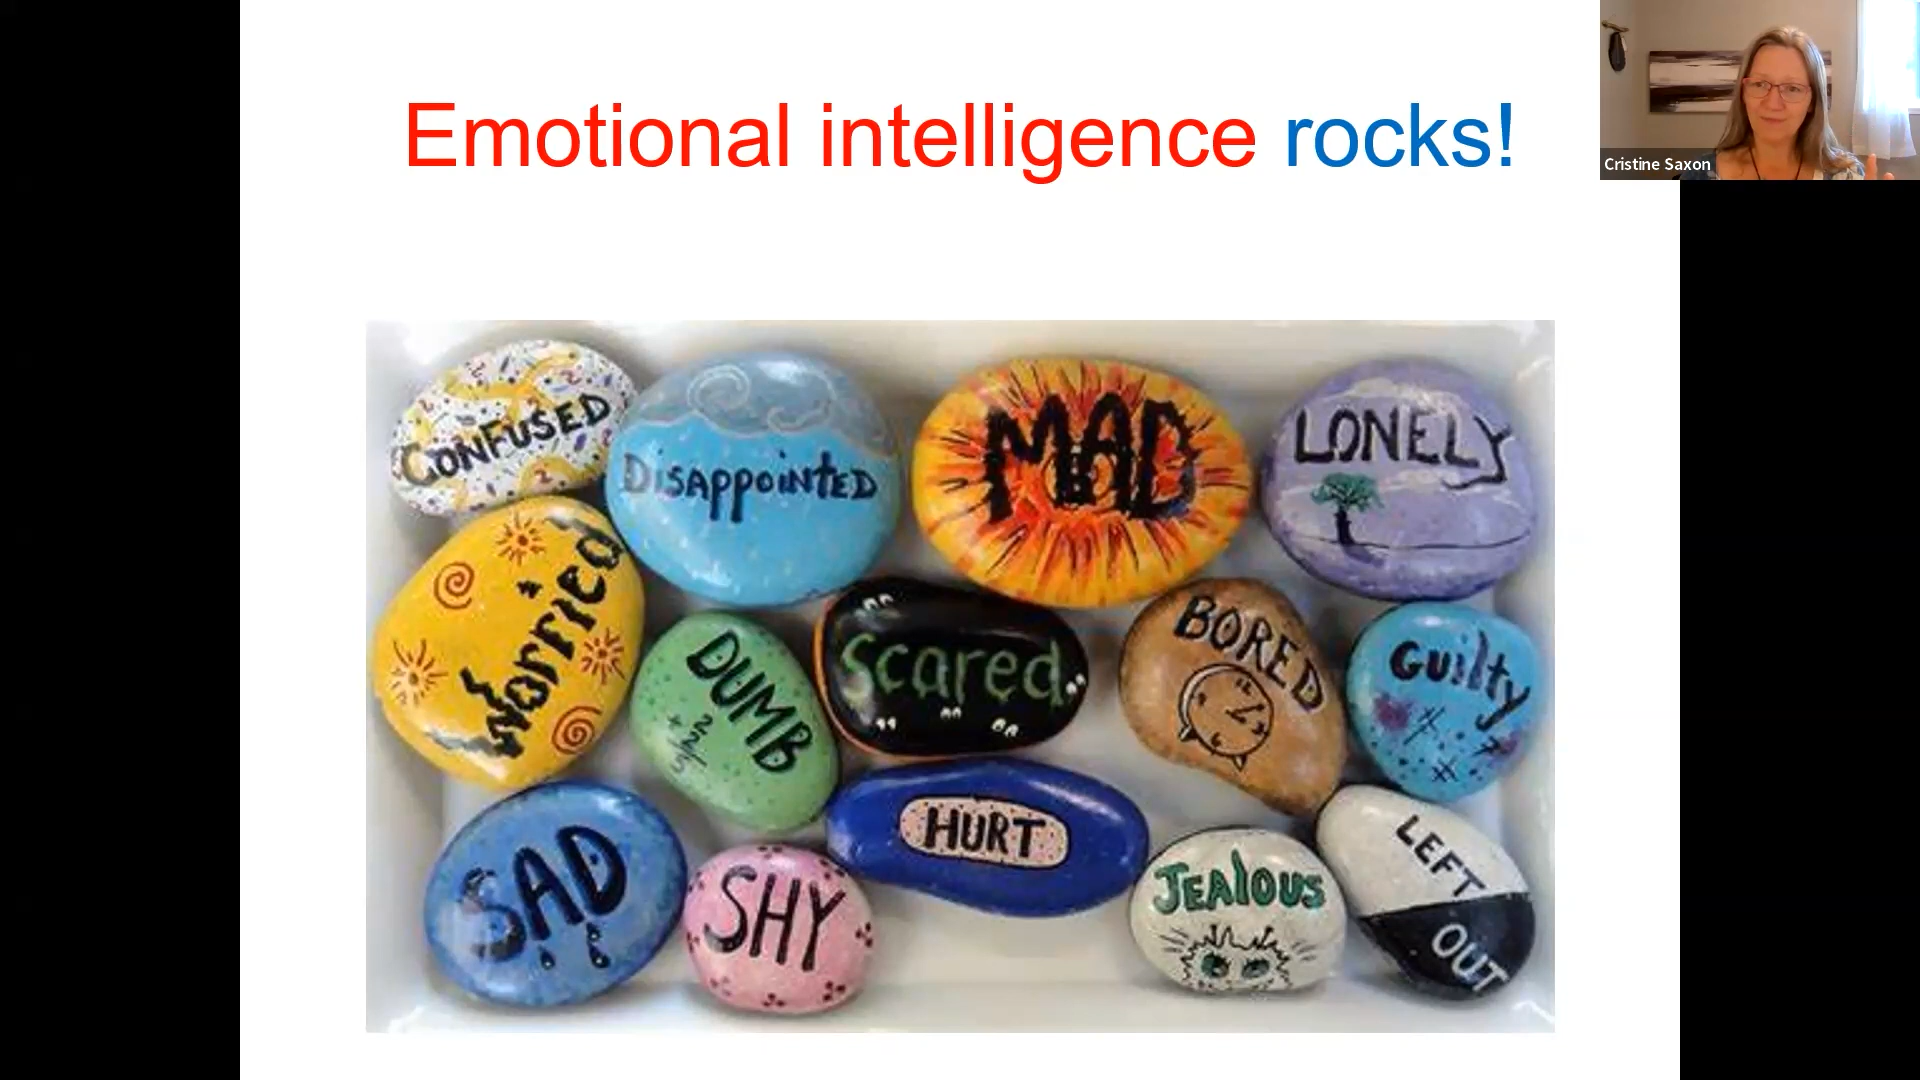 Emotional intelligence rocks!
Cristine Saxon
CONFUSED
DISAPPOINTED
MAD
LONELY
Worried
DUMB
Scared
BORED
GUilty
SAD
SHY
HURT
JEAlOUS
LEFT
OUT